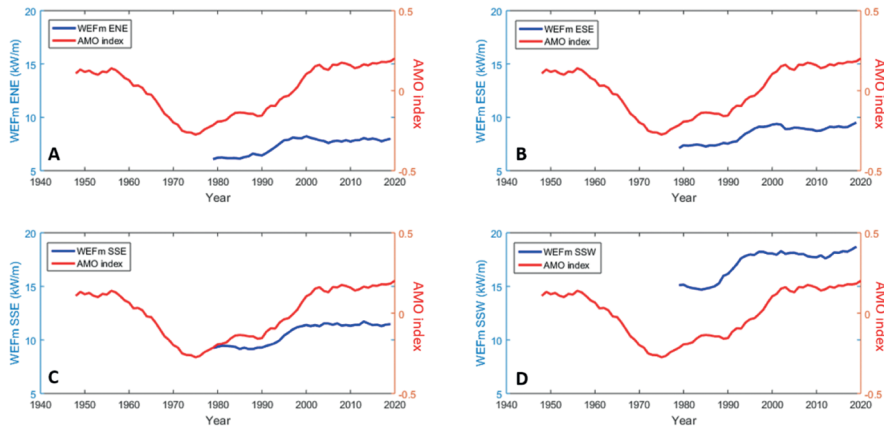 WEFm ENE
AMO index
WEFm ENE (kW/m)
20
15
10
5
0.5
0
-0.5
AMO index
A
1940 1950 1960 1970 1980 1990 2000 2010 2020
Year
WEFm ESE
AMO index
WEFm ESE (kW/m)
20
15
10
5
0.5
0
-0.5
AMO index
B
1940 1950 1960 1970 1980 1990 2000 2010 2020
Year
WEFm SSE
AMO index
WEFm SSE (kW/m)
20
15
10
5
0.5
0
-0.5
AMO index
C
1940 1950 1960 1970 1980 1990 2000 2010 2020
Year
WEFm SSW
AMO index
WEFm SSW (kW/m)
20
15
10
5
0.5
0
-0.5
AMO index
D
1940 1950 1960 1970 1980 1990 2000 2010 2020
Year